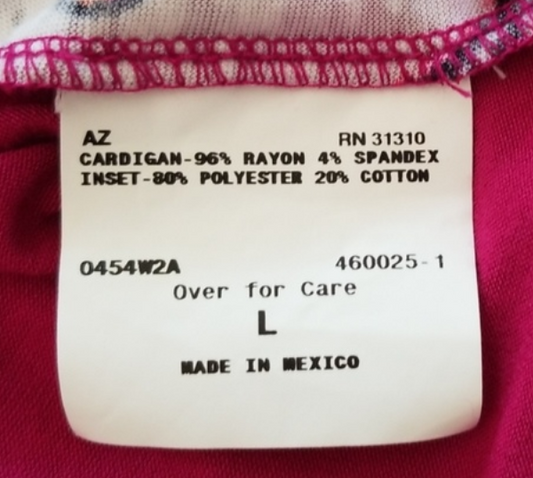 AZ RN 31310
CARDIGAN-96% RAYON 4% SPANDEX
INSET-80% POLYESTER 20% COTTON
0454W2A 460025-1
Over for Care
L
MADE IN MEXICO